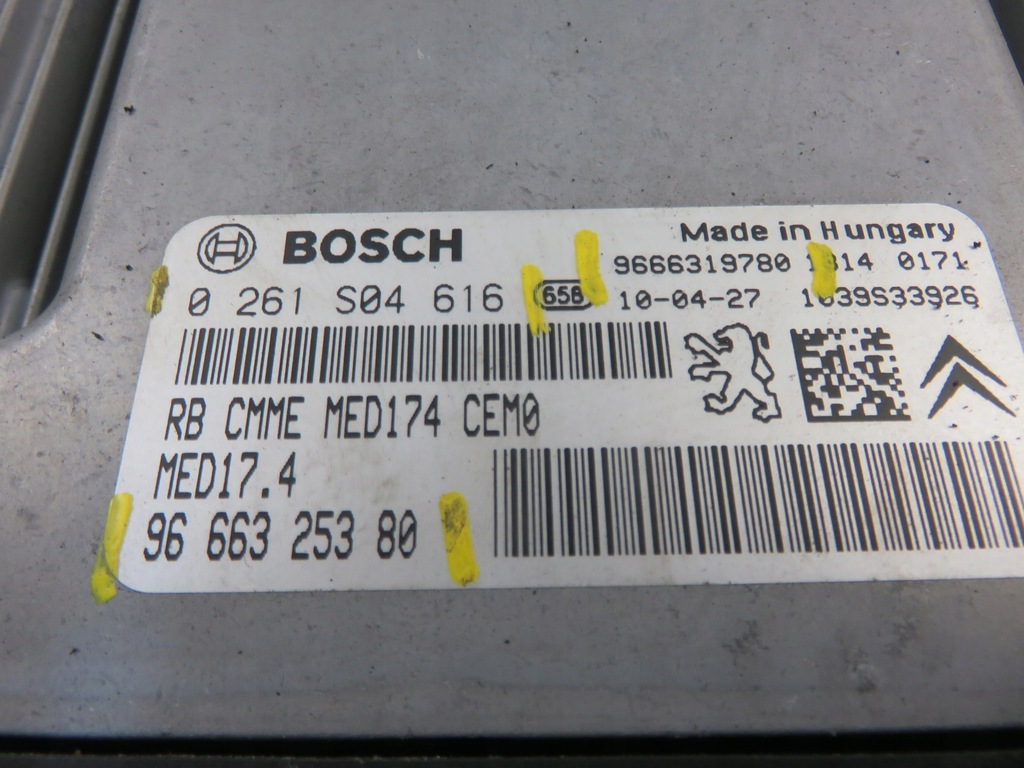 BOSCH
Made in Hungary
9666319780 1814 0171
0 261 S04 616 658 10-04-27 1039S33926
RB CMME MED174 CEM0
MED17.4
96 663 253 80